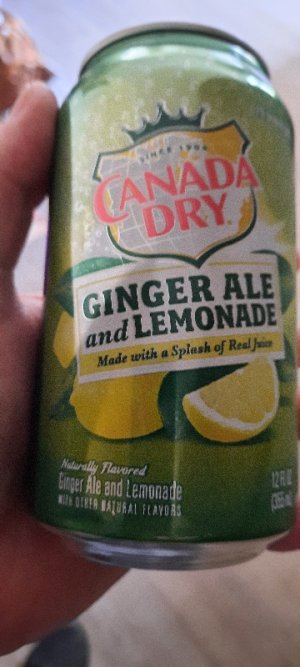 SINCE 1904
CANADA
DRY
GINGER ALE
and LEMONADE
Made with a Splash of Real Juice
Naturally Flavored
Ginger Ale and Lemonade
WITH OTHER NATURAL FLAVORS
12 FL OZ
(355 mL)